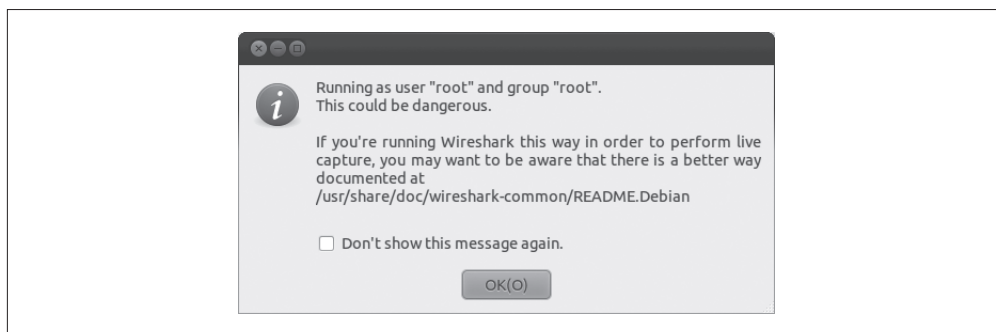 Running as user "root" and group "root".
This could be dangerous.
If you're running Wireshark this way in order to perform live
capture, you may want to be aware that there is a better way
documented at
/usr/share/doc/wireshark-common/README.Debian
Don't show this message again.
OK(O)